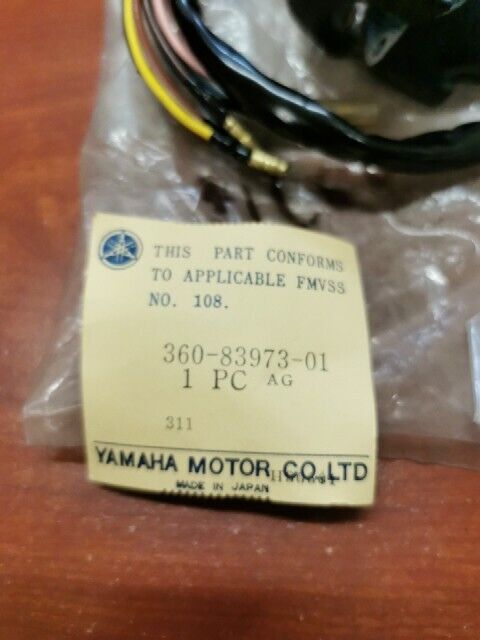 THIS PART CONFORMS
TO APPLICABLE FMVSS
NO. 108.
360-83973-01
1 PC AG
311
YAMAHA MOTOR CO.,LTD
MADE IN JAPAN